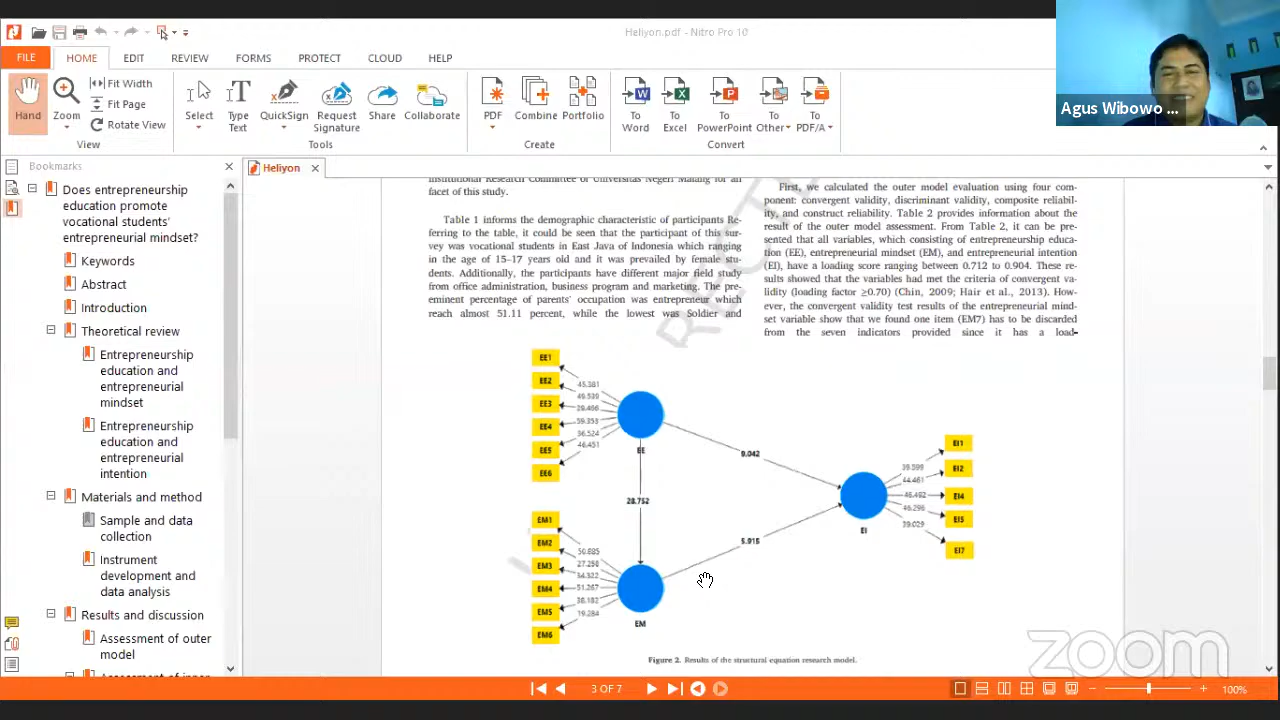 Heliyon.pdf - Nitro Pro 10
FILE
HOME
EDIT
REVIEW
FORMS
PROTECT
CLOUD
HELP
Hand
Zoom
Fit Width
Fit Page
Rotate View
View
Select
Type Text
QuickSign
Request Signature
Share
Collaborate
Tools
PDF
Combine
Portfolio
Create
To Word
To Excel
To PowerPoint
To Other
To PDF/A
Convert
Agus Wibowo ...
Bookmarks
Heliyon
Does entrepreneurship
education promote
vocational students'
entrepreneurial mindset?
Keywords
Abstract
Introduction
Theoretical review
Entrepreneurship
education and
entrepreneurial
mindset
Entrepreneurship
education and
entrepreneurial
intention
Materials and method
Sample and data
collection
Instrument
development and
data analysis
Results and discussion
Assessment of outer
model
Assessment of inner
Institutional Research Committee of Universitas Negeri Malang for all
facet of this study.
Table 1 informs the demographic characteristic of participants Re-
ferring to the table, it could be seen that the participant of this sur-
vey was vocational students in East Java of Indonesia which ranging
in the age of 15–17 years old and it was prevailed by female stu-
dents. Additionally, the participants have different major field study
from office administration, business program and marketing. The pre-
eminent percentage of parents' occupation was entrepreneur which
reach almost 51.11 percent, while the lowest was Soldier and
First, we calculated the outer model evaluation using four com-
ponent: convergent validity, discriminant validity, composite reliabil-
ity, and construct reliability. Table 2 provides information about the
result of the outer model assessment. From Table 2, it can be pre-
sented that all variables, which consisting of entrepreneurship educa-
tion (EE), entrepreneurial mindset (EM), and entrepreneurial intention
(EI), have a loading score ranging between 0.712 to 0.904. These re-
sults showed that the variables had met the criteria of convergent va-
lidity (loading factor ≥0.70) (Chin, 2009; Hair et al., 2013). How-
ever, the convergent validity test results of the entrepreneurial mind-
set variable show that we found one item (EM7) has to be discarded
from the seven indicators provided since it has a load-
EE1
EE2
EE3
EE4
EE5
EE6
45.381
49.539
36.524
46.451
EE
9.042
28.752
EM1
EM2
EM3
EM4
EM5
EM6
50.885
27.258
34.322
51.267
38.182
19.284
EM
5.915
EI
39.599
44.461
46.492
46.296
39.029
EI1
EI2
EI4
EI5
EI7
Figure 2. Results of the structural equation research model.
zoom
3 OF 7
100%